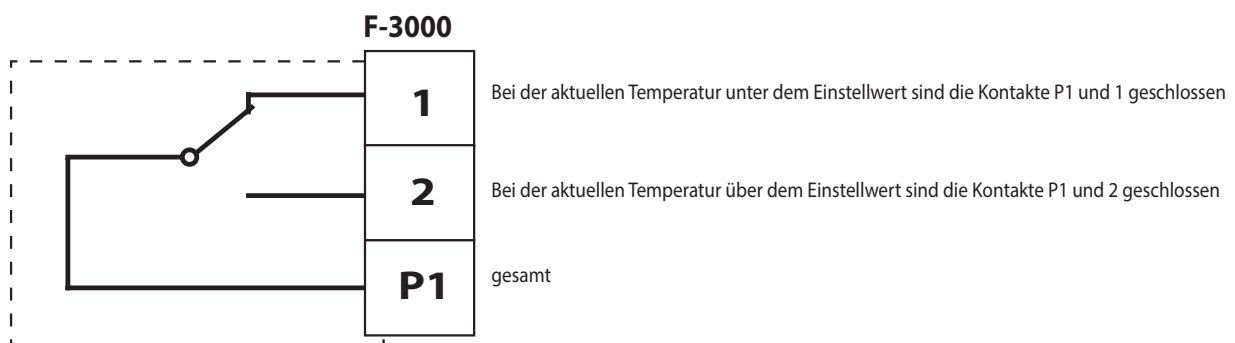 F-3000
1 Bei der aktuellen Temperatur unter dem Einstellwert sind die Kontakte P1 und 1 geschlossen
2 Bei der aktuellen Temperatur über dem Einstellwert sind die Kontakte P1 und 2 geschlossen
P1 gesamt